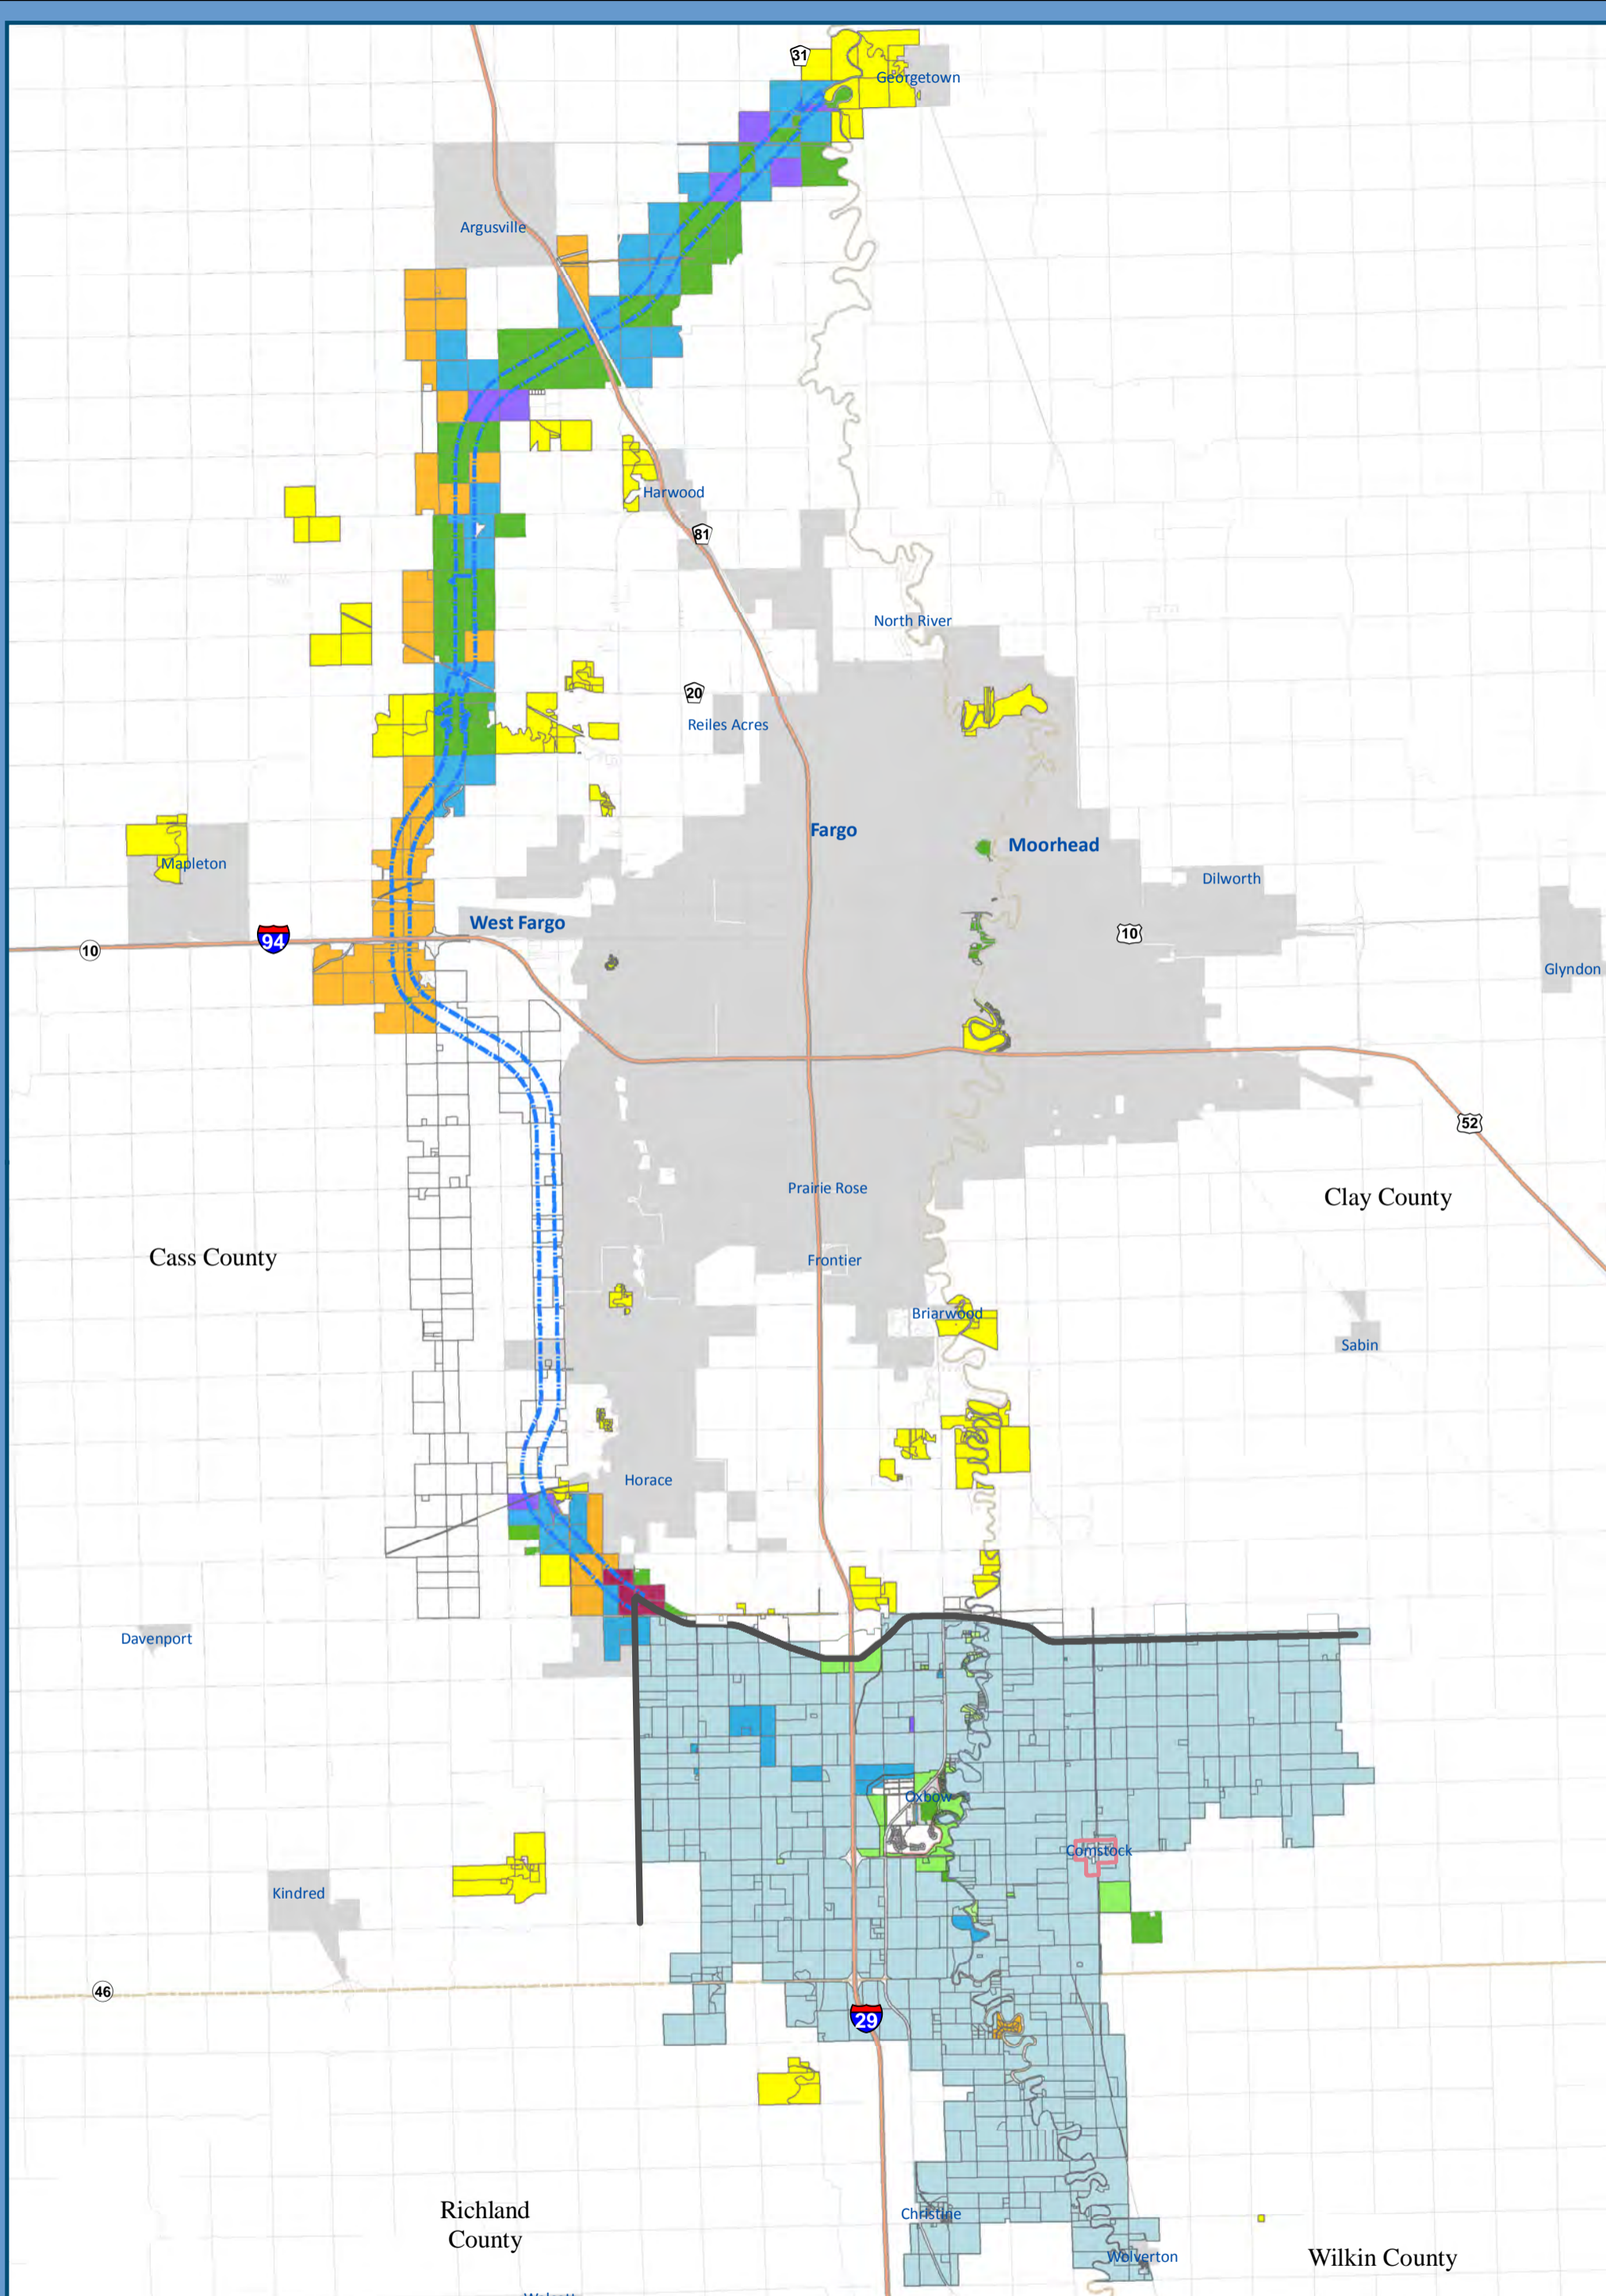 31
Georgetown
Argusville
Harwood
81
North River
20
Reiles Acres
Fargo
Moorhead
Mapleton
Dilworth
West Fargo
10
94
10
Glyndon
52
Prairie Rose
Clay County
Cass County
Frontier
Briarwood
Sabin
Horace
Davenport
Oxbow
Comstock
Kindred
46
29
Richland
County
Christine
Wolverton
Wilkin County